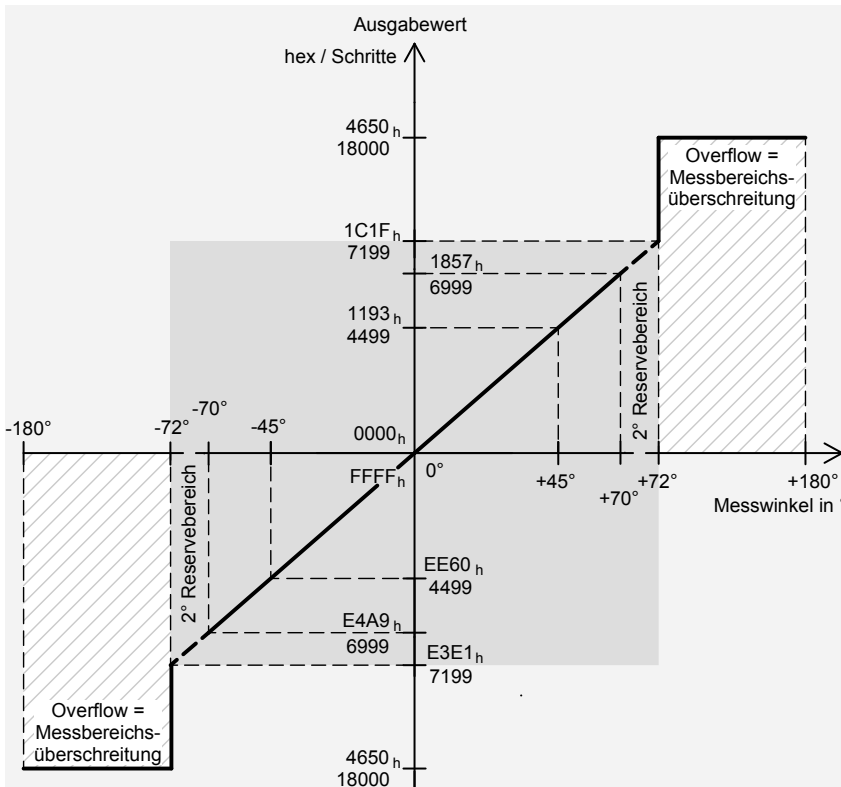 Ausgabewert
hex / Schritte
4650 h
18000
Overflow =
Messbereichs-
überschreitung
1C1F h
7199
1857 h
6999
1193 h
4499
2° Reservebereich
-180°
-72°
-70°
-45°
0000 h
FFFF h
0°
+45°
+70°
+72°
+180°
Messwinkel in °
2° Reservebereich
EE60 h
4499
E4A9 h
6999
E3E1 h
7199
Overflow =
Messbereichs-
überschreitung
4650 h
18000